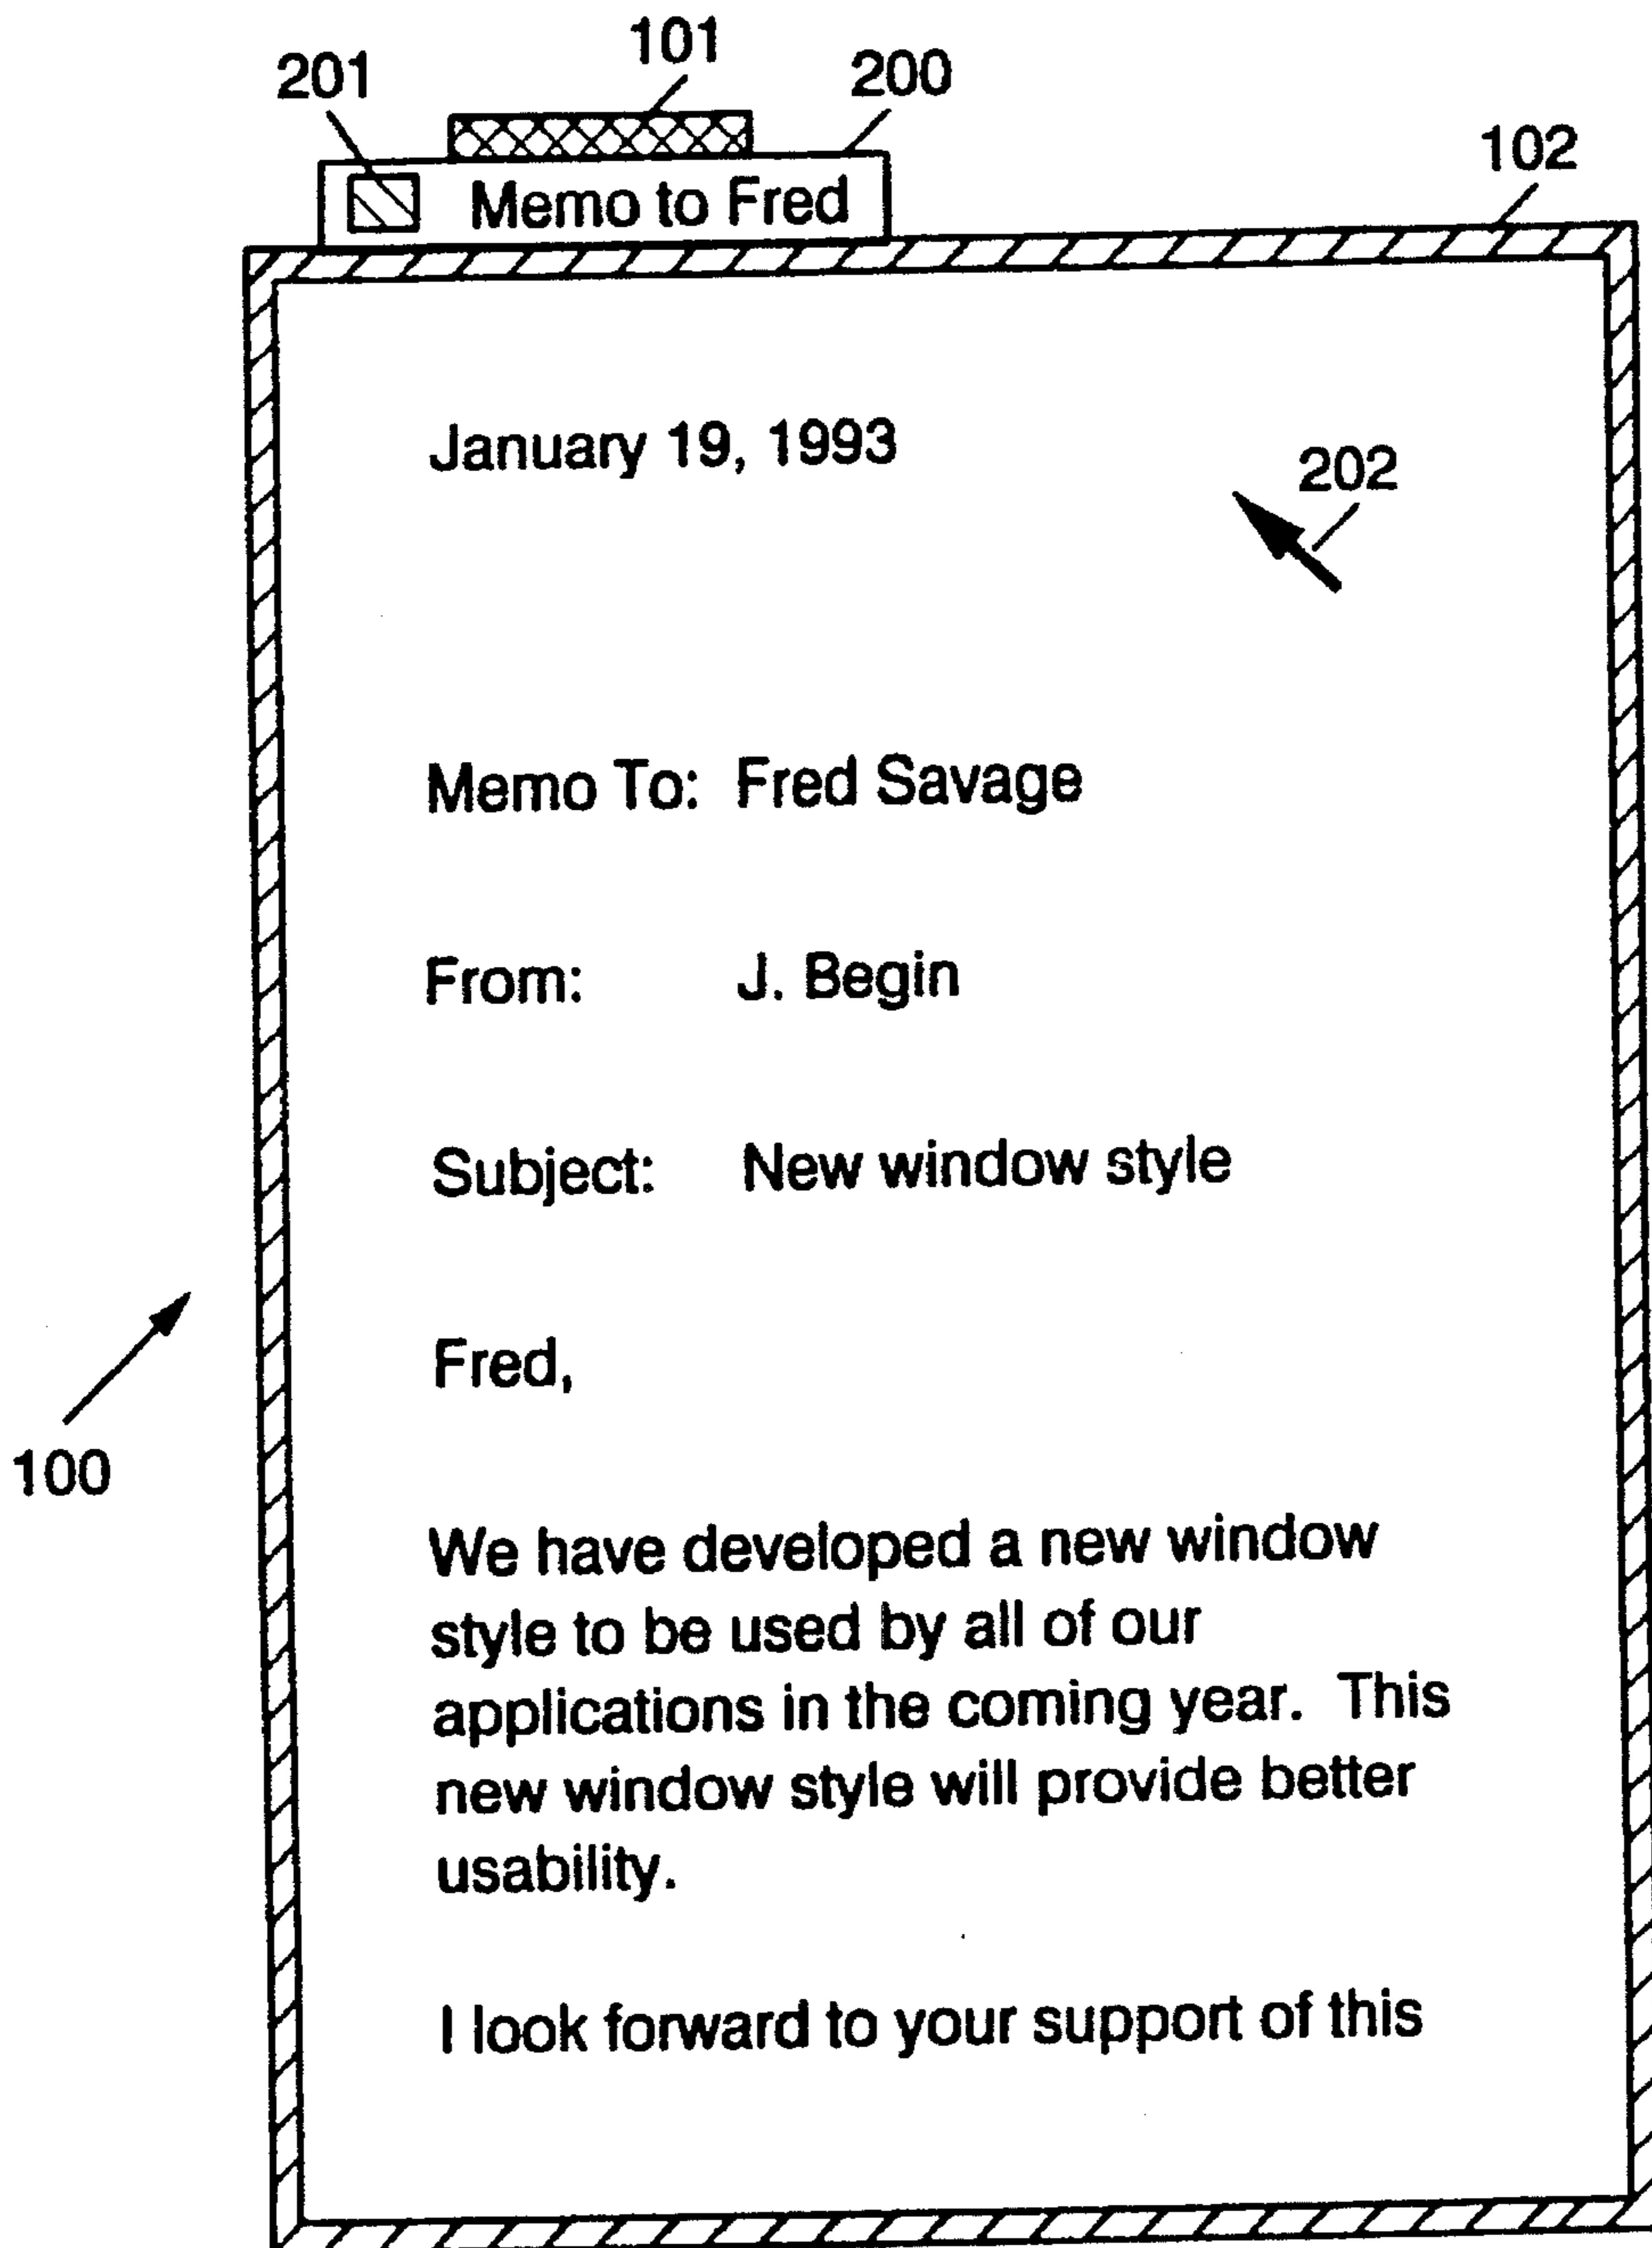 101
201
200
102
Memo to Fred
January 19, 1993
202
Memo To: Fred Savage
From: J. Begin
Subject: New window style
Fred,
100
We have developed a new window
style to be used by all of our
applications in the coming year. This
new window style will provide better
usability.
I look forward to your support of this